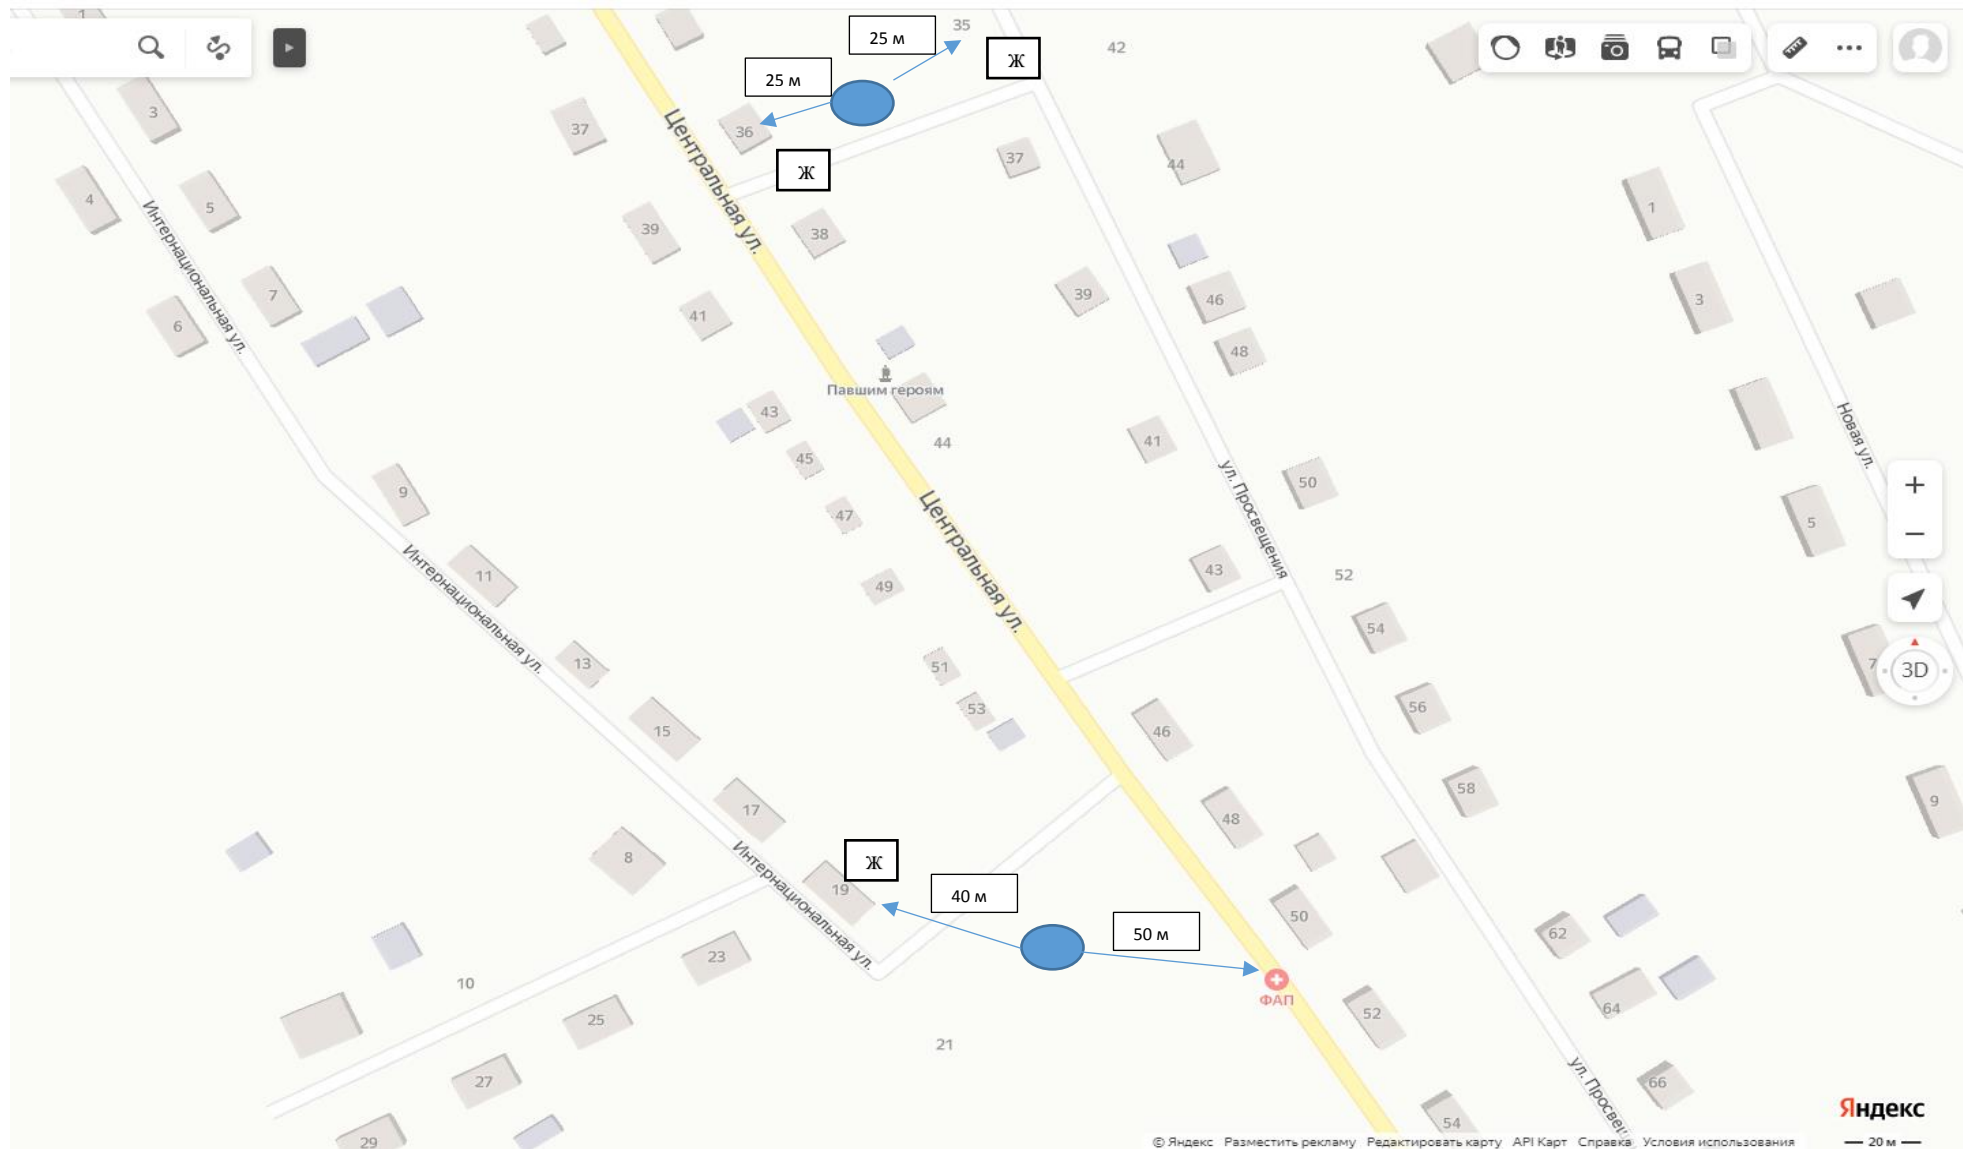 1
35
25 м
Ж
42
25 м
3
37
36
Центральная ул.
37
44
Ж
4
5
1
Интернациональная ул.
39
38
7
39
46
3
6
41
48
Павшим героям
43
44
41
Новая ул.
45
ул. Просвещения
50
9
47
Центральная ул.
5
11
49
43
52
Интернациональная ул.
54
13
51
7
3D
53
56
15
46
58
17
48
9
8
Ж
Интернациональная ул.
19
40 м
50
50 м
62
23
10
ФАП
64
25
52
21
ул. Просвещ
27
66
54
29
Яндекс
© Яндекс Разместить рекламу Редактировать карту API Карт Справка Условия использования
20 м